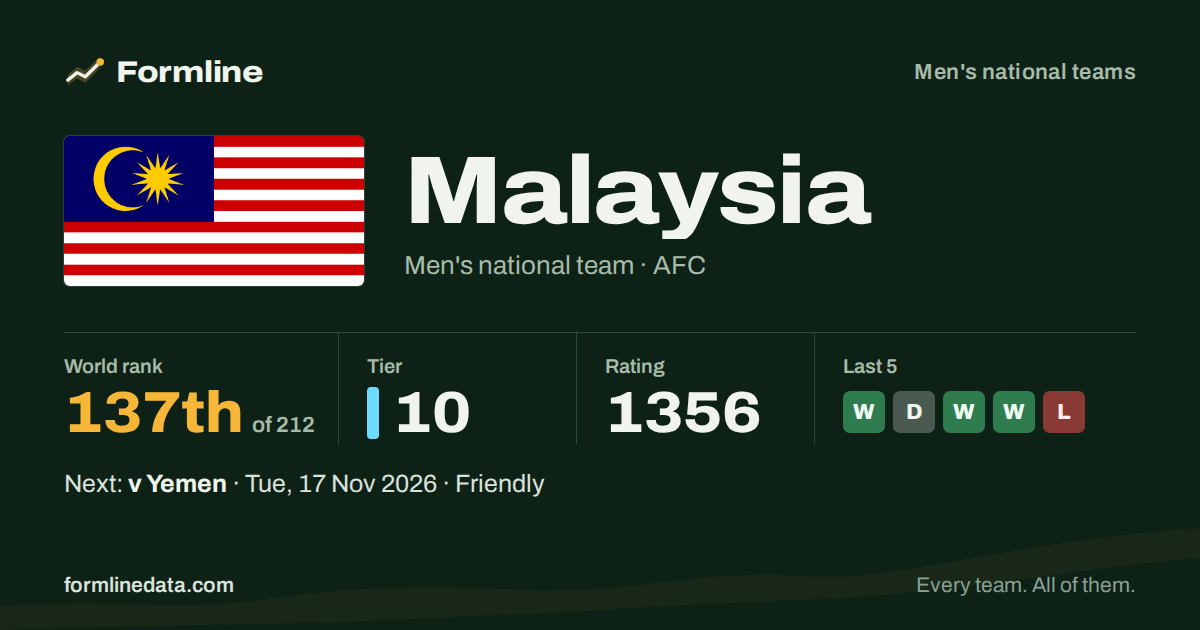 Formline
Men's national teams
Malaysia
Men's national team · AFC
World rank
137th of 212
Tier
10
Rating
1356
Last 5
W D W W L
Next: v Yemen · Tue, 17 Nov 2026 · Friendly
formlinedata.com
Every team. All of them.